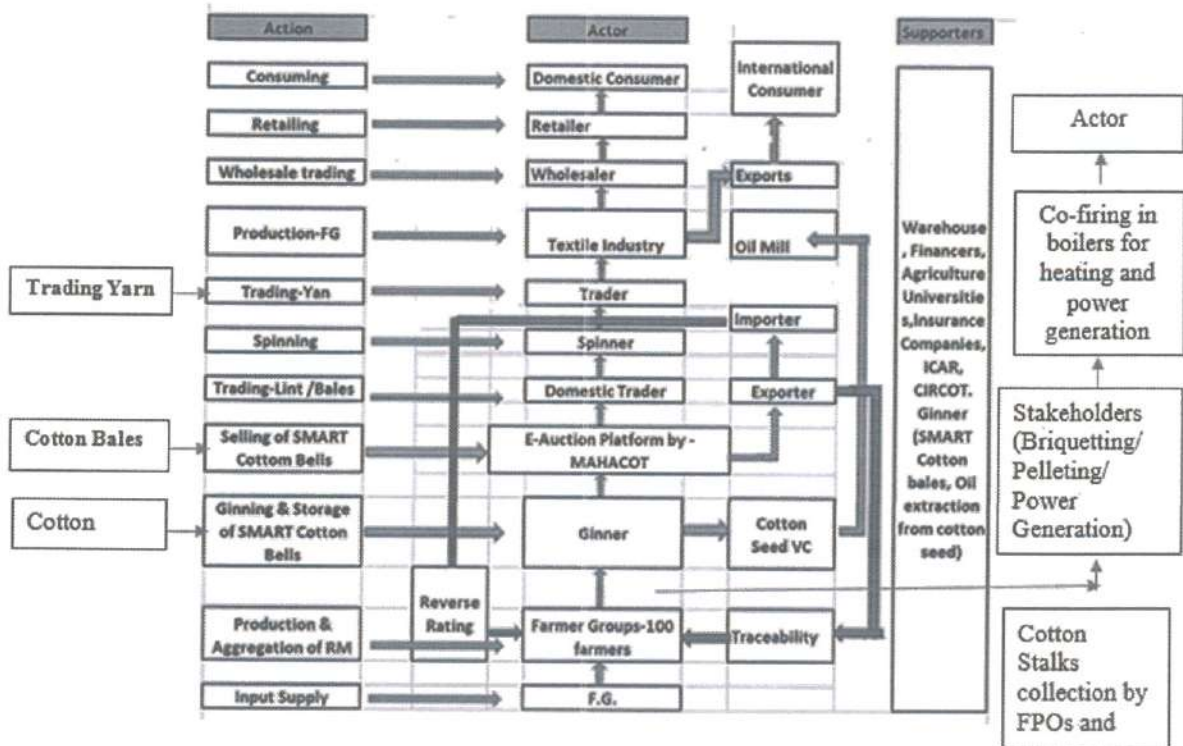 Action
Actor
Supporters
Consuming
Domestic Consumer
International
Consumer
Retailing
Retailer
Wholesale trading
Wholesaler
Exports
Production-FG
Textile Industry
Oil Mill
Trading Yarn
Trading-Yan
Trader
Importer
Spinning
Spinner
Trading-Lint /Bales
Domestic Trader
Exporter
Cotton Bales
Selling of SMART
Cottom Bells
E-Auction Platform by -
MAHACOT
Cotton
Ginning & Storage
of SMART Cotton
Bells
Ginner
Cotton
Seed VC
Reverse
Rating
Production &
Aggregation of RM
Farmer Groups-100
farmers
Traceability
Input Supply
F.G.
Warehouse
, Financers,
Agriculture
Universitie
s,Insurance
Companies,
ICAR,
CIRCOT.
Ginner
(SMART
Cotton
bales, Oil
extraction
from cotton
seed)
Actor
Co-firing in
boilers for
heating and
power
generation
Stakeholders
(Briquetting/
Pelleting/
Power
Generation)
Cotton
Stalks
collection by
FPOs and